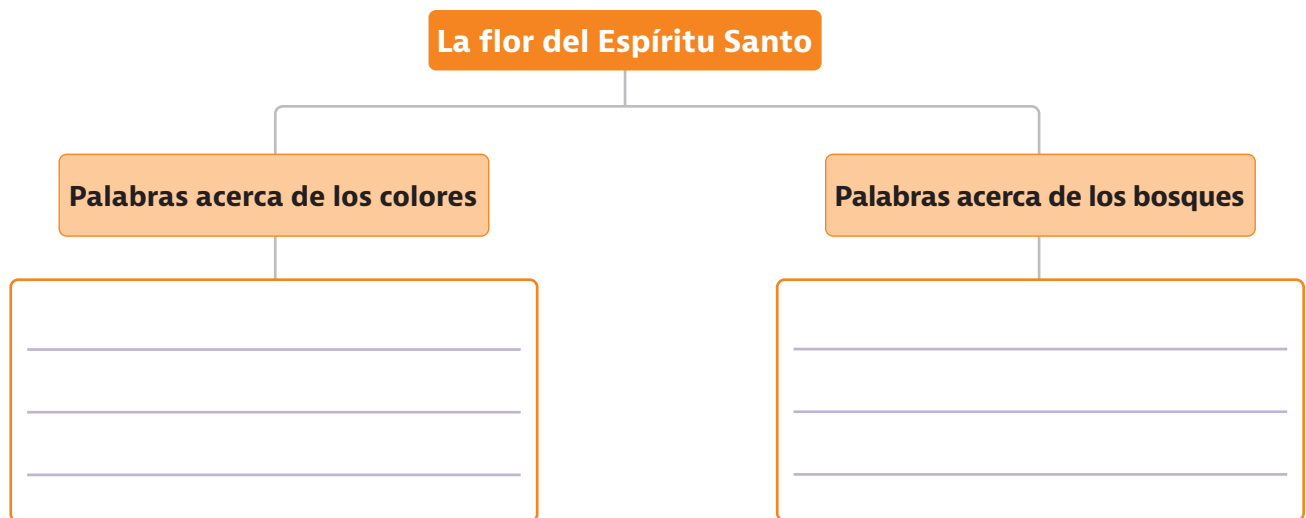 La flor del Espíritu Santo
Palabras acerca de los colores
Palabras acerca de los bosques